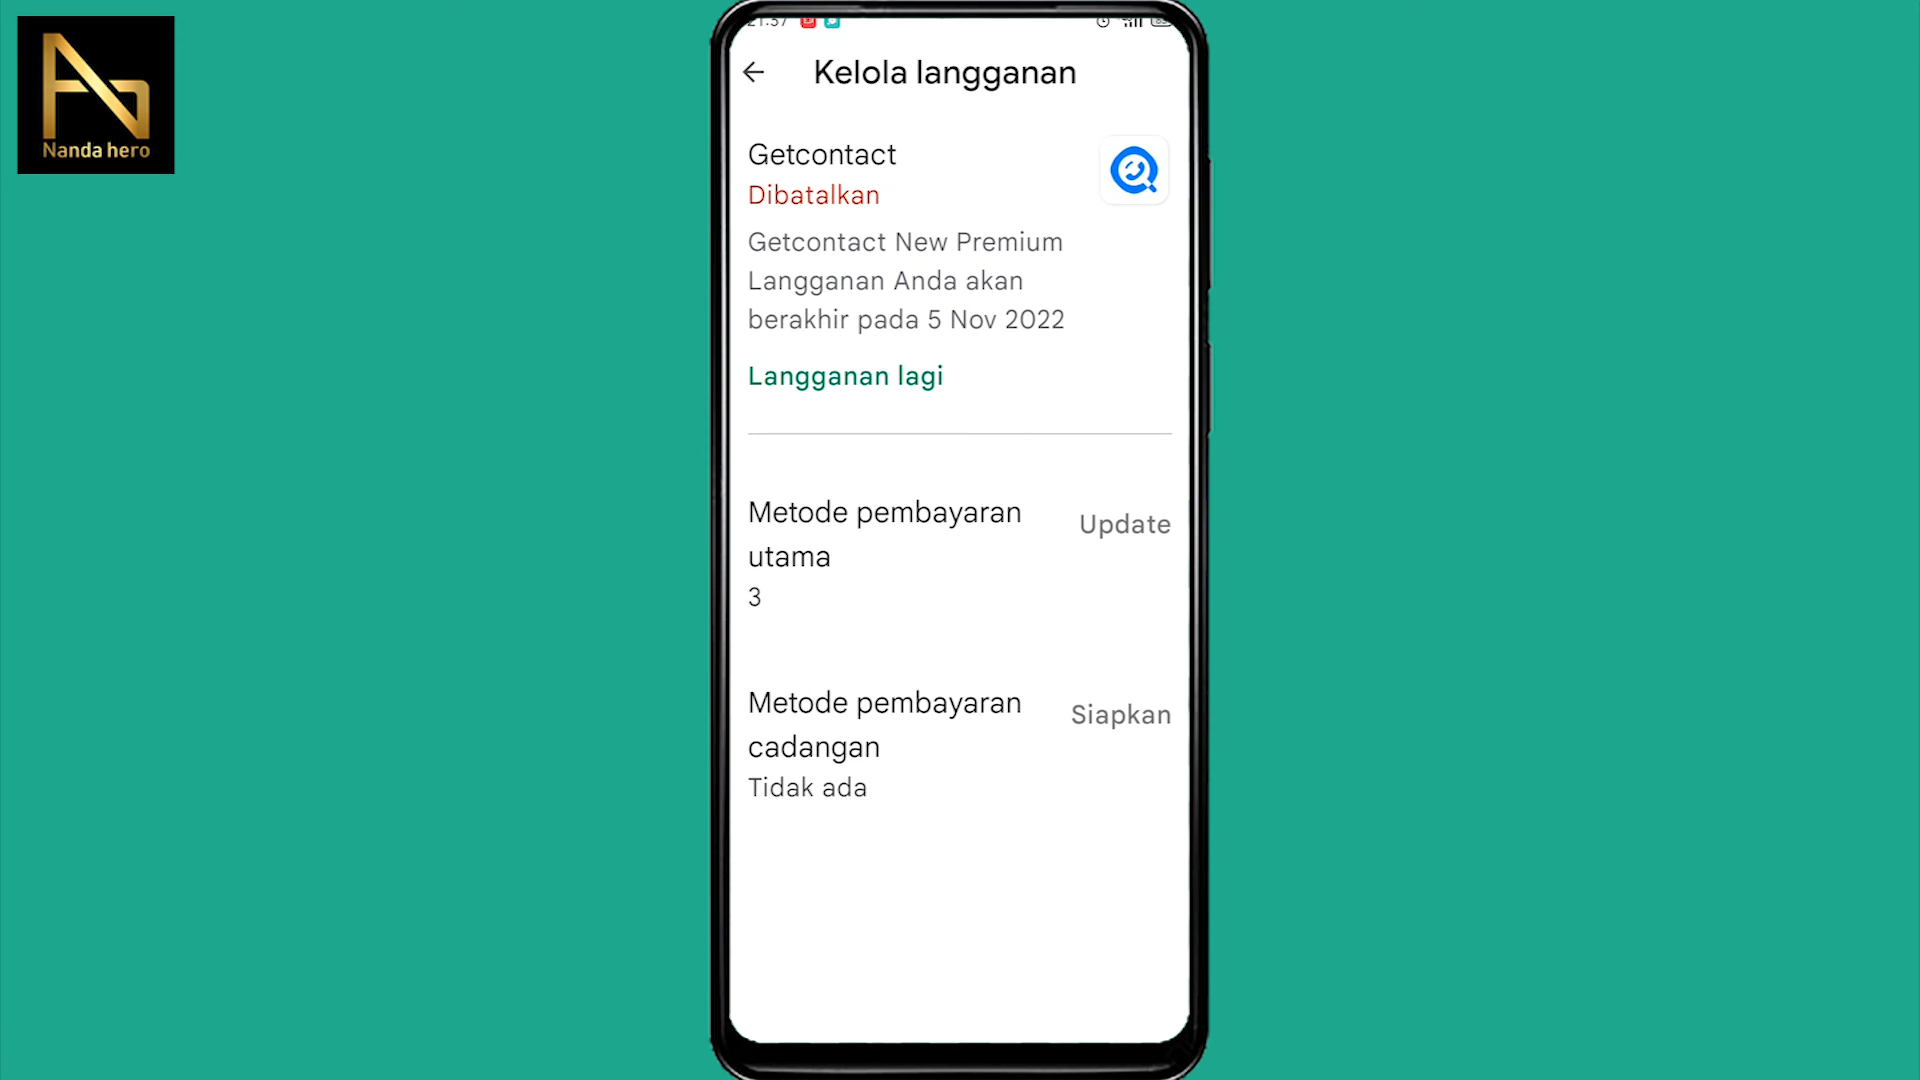 Nanda hero
Kelola langganan
Getcontact
Dibatalkan
Getcontact New Premium
Langganan Anda akan
berakhir pada 5 Nov 2022
Langganan lagi
Metode pembayaran
utama
Update
3
Metode pembayaran
cadangan
Siapkan
Tidak ada